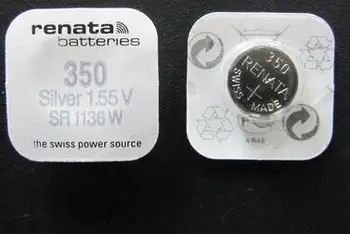 renata
batteries
350
Silver 1.55 V
SR 1136 W
the swiss power source
350
RENATA
+
SWISS
MADE